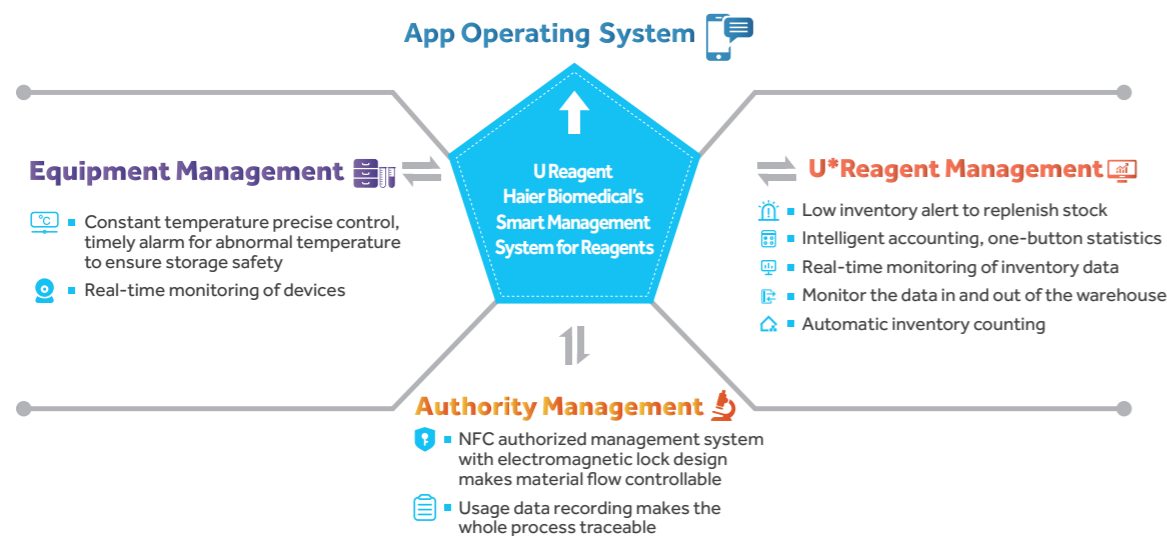 App Operating System
U Reagent
Haier Biomedical's
Smart Management
System for Reagents
Equipment Management
°C
Constant temperature precise control,
timely alarm for abnormal temperature
to ensure storage safety
Real-time monitoring of devices
U*Reagent Management
Low inventory alert to replenish stock
Intelligent accounting, one-button statistics
Real-time monitoring of inventory data
Monitor the data in and out of the warehouse
Automatic inventory counting
Authority Management
NFC authorized management system
with electromagnetic lock design
makes material flow controllable
Usage data recording makes the
whole process traceable